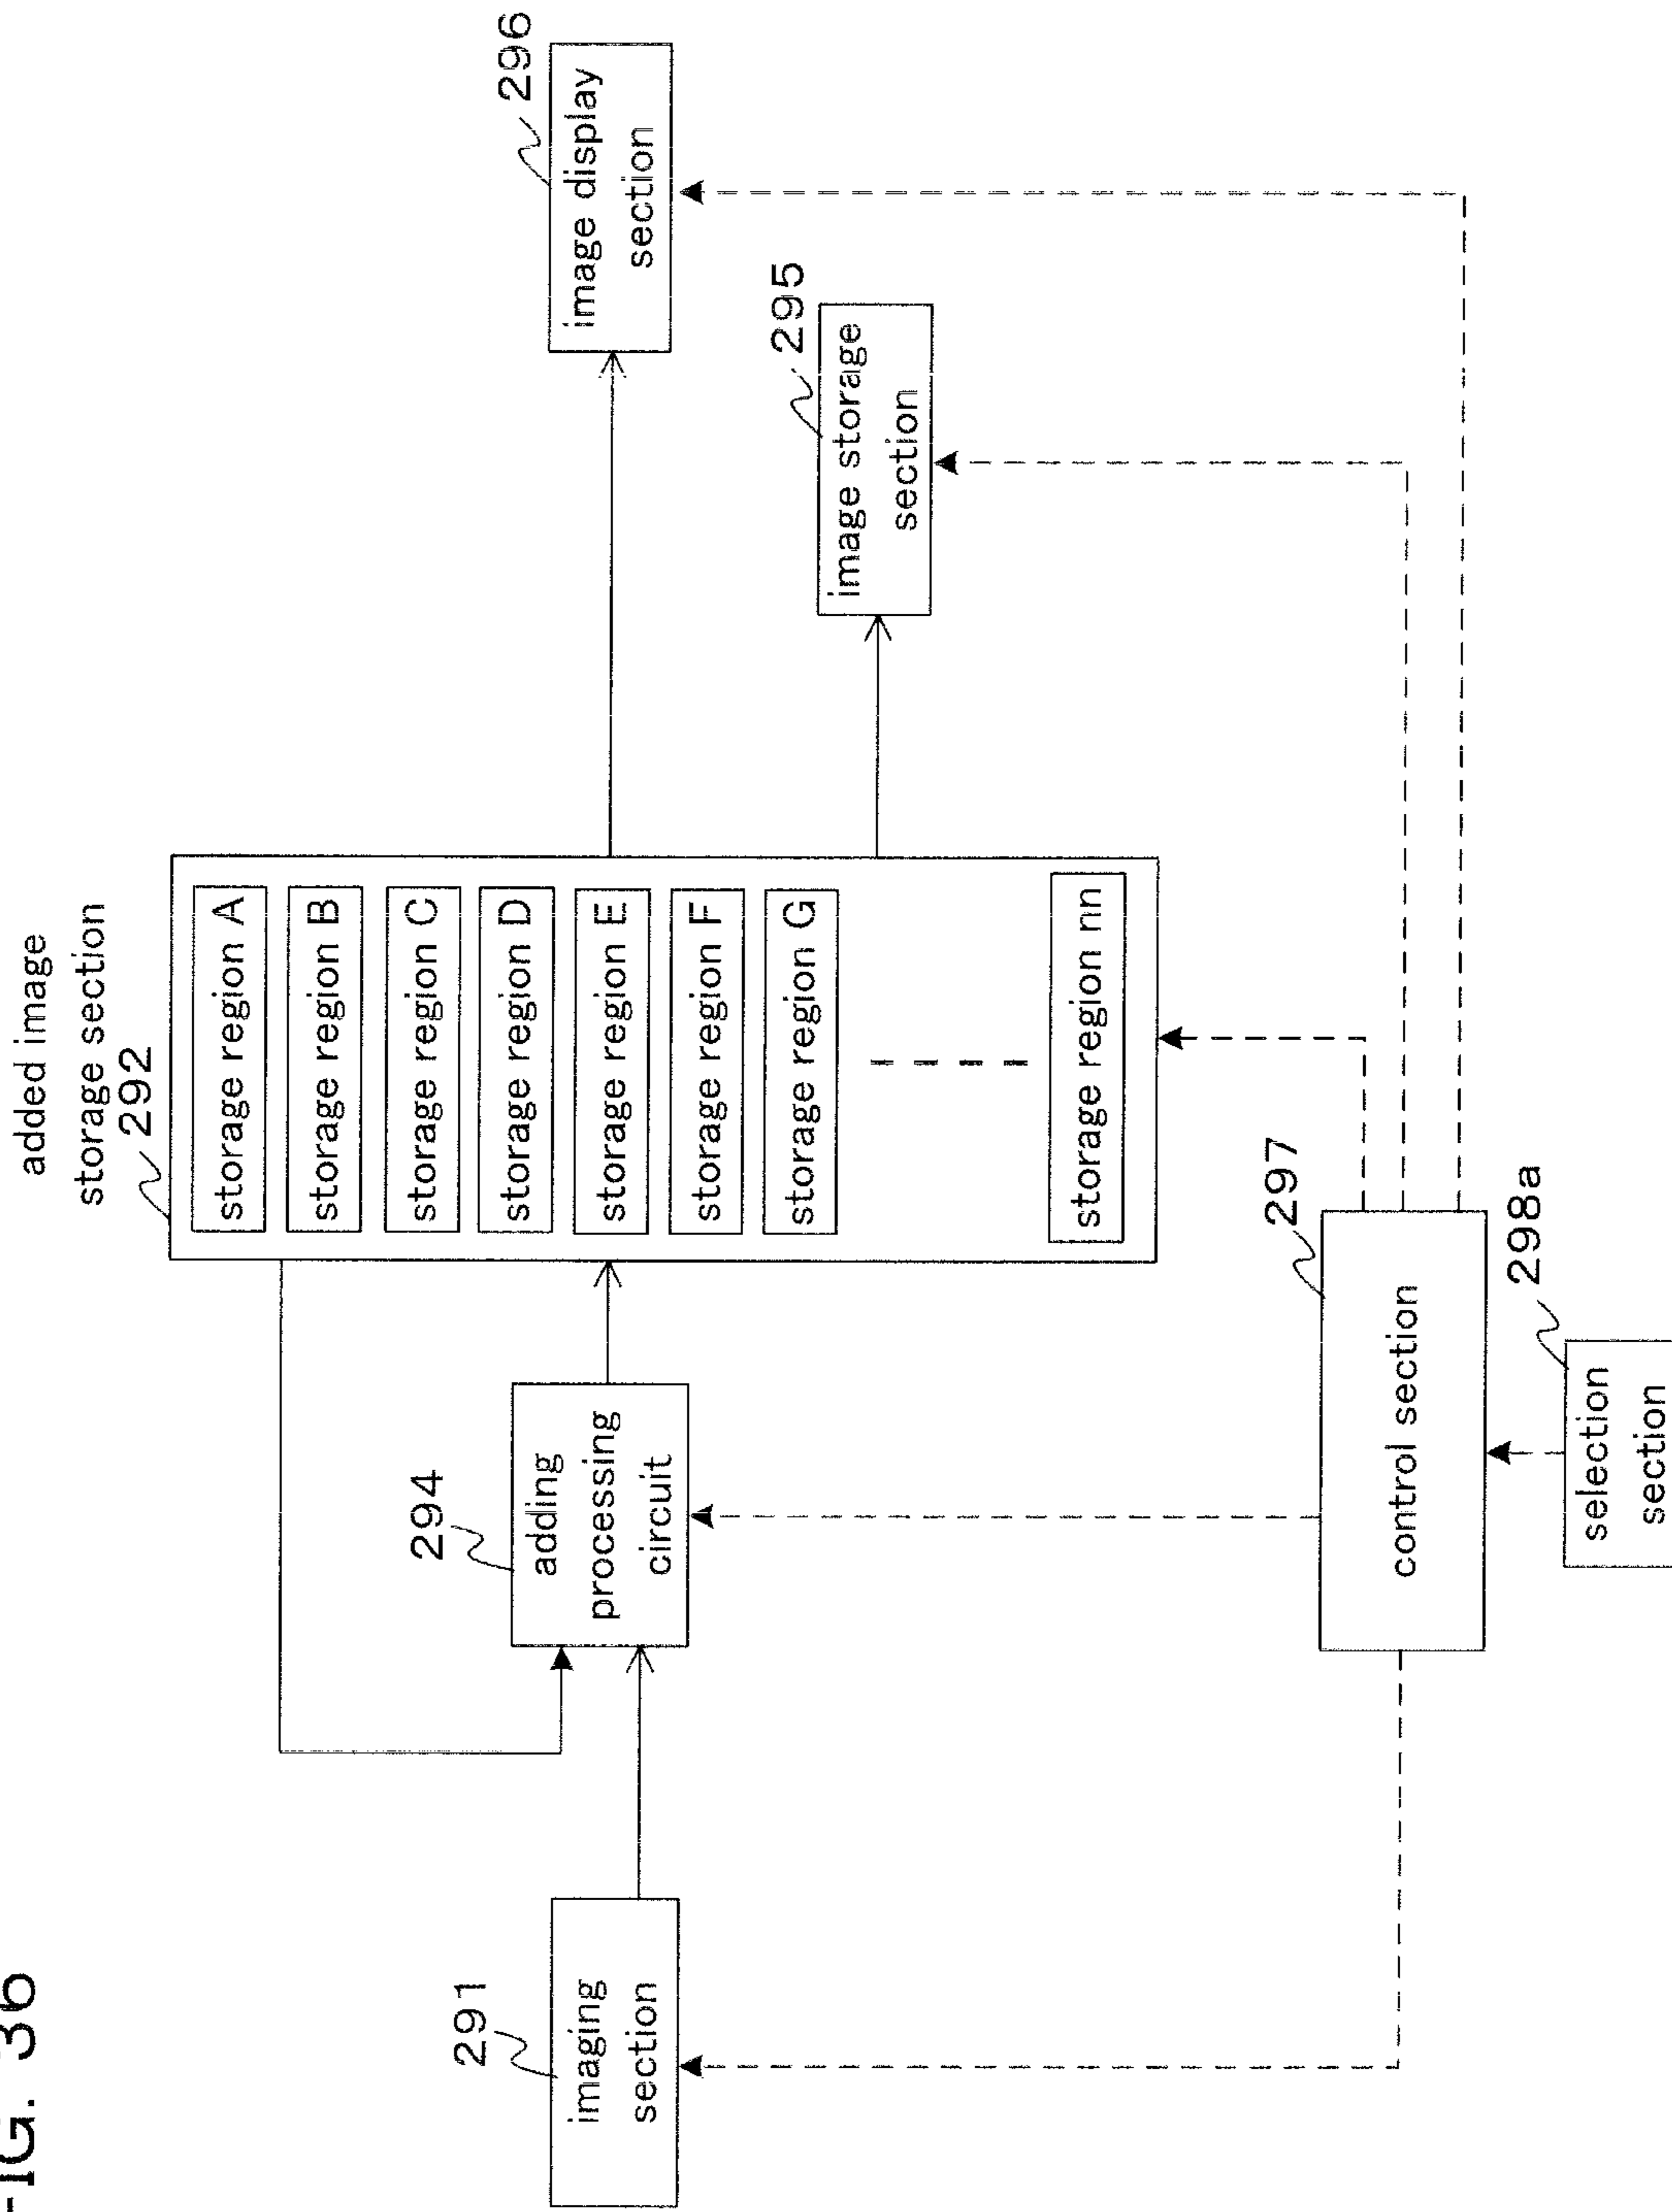 FIG. 36
added image
storage section
292
storage region A
storage region B
storage region C
storage region D
storage region E
storage region F
storage region G
storage region nn
291
imaging
section
294
adding
processing
circuit
296
image display
section
295
image storage
section
297
control section
298a
selection
section